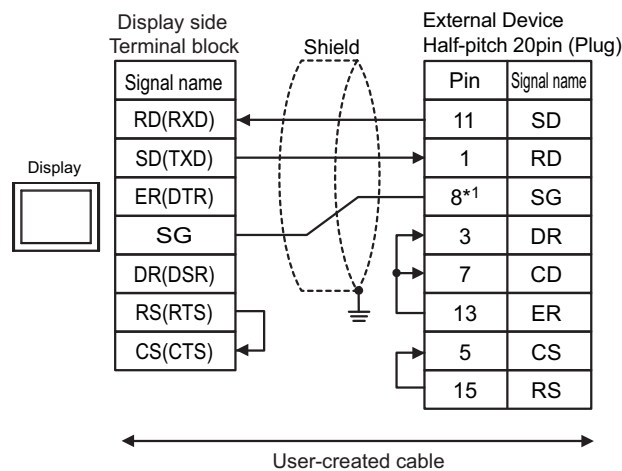 Display side
Terminal block
Shield
External Device
Half-pitch 20pin (Plug)
Signal name
Pin Signal name
RD(RXD) 11 SD
SD(TXD) 1 RD
Display
ER(DTR) 8*1 SG
SG 3 DR
DR(DSR) 7 CD
RS(RTS) 13 ER
CS(CTS) 5 CS
15 RS
User-created cable